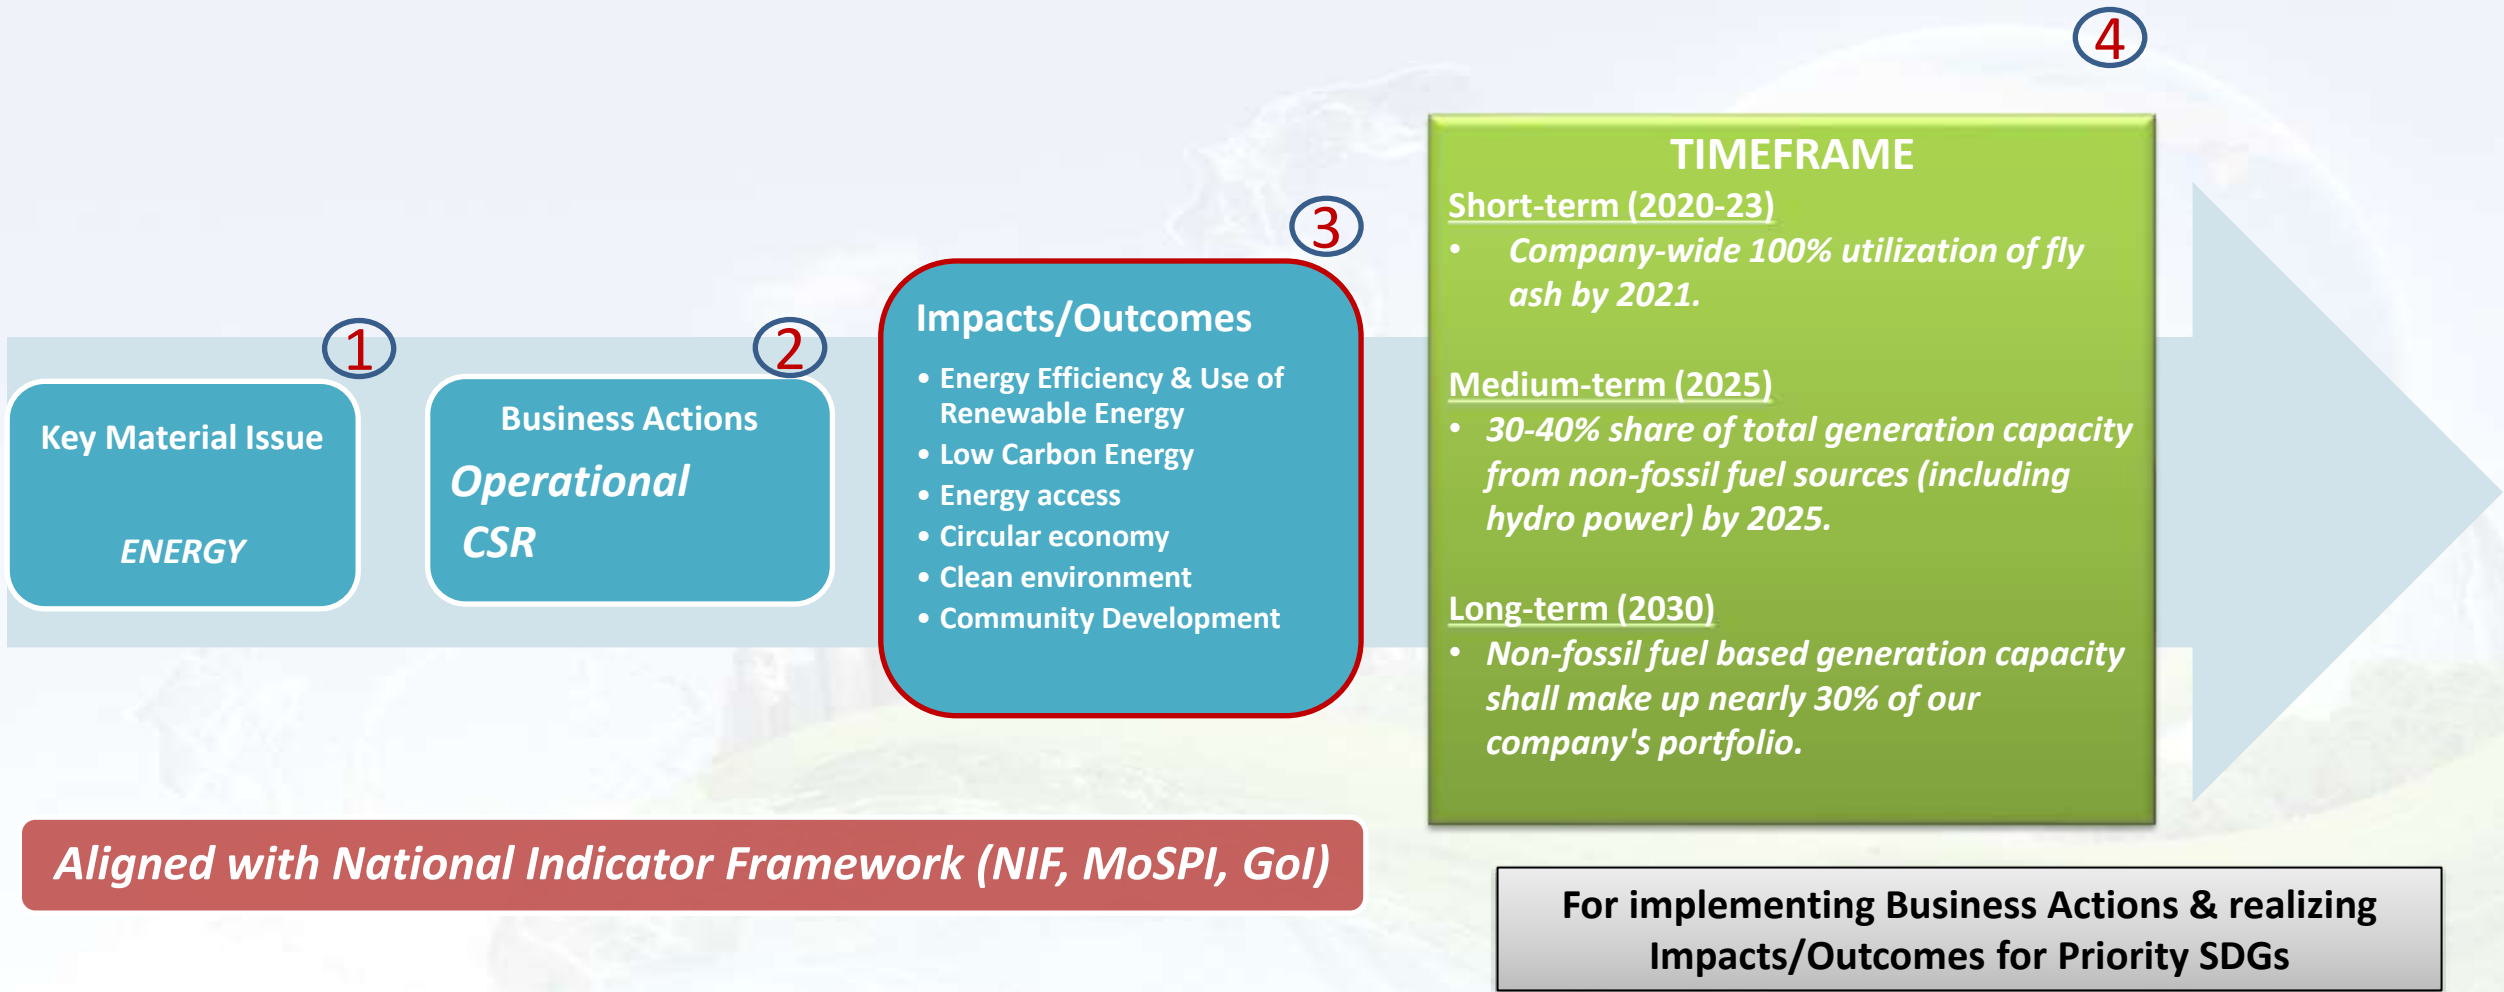 1
Key Material Issue
ENERGY
2
Business Actions
Operational
CSR
3
Impacts/Outcomes
• Energy Efficiency & Use of
Renewable Energy
• Low Carbon Energy
• Energy access
• Circular economy
• Clean environment
• Community Development
4
TIMEFRAME
Short-term (2020-23)
• Company-wide 100% utilization of fly
ash by 2021.
Medium-term (2025)
• 30-40% share of total generation capacity
from non-fossil fuel sources (including
hydro power) by 2025.
Long-term (2030)
• Non-fossil fuel based generation capacity
shall make up nearly 30% of our
company's portfolio.
Aligned with National Indicator Framework (NIF, MoSPI, GoI)
For implementing Business Actions & realizing
Impacts/Outcomes for Priority SDGs